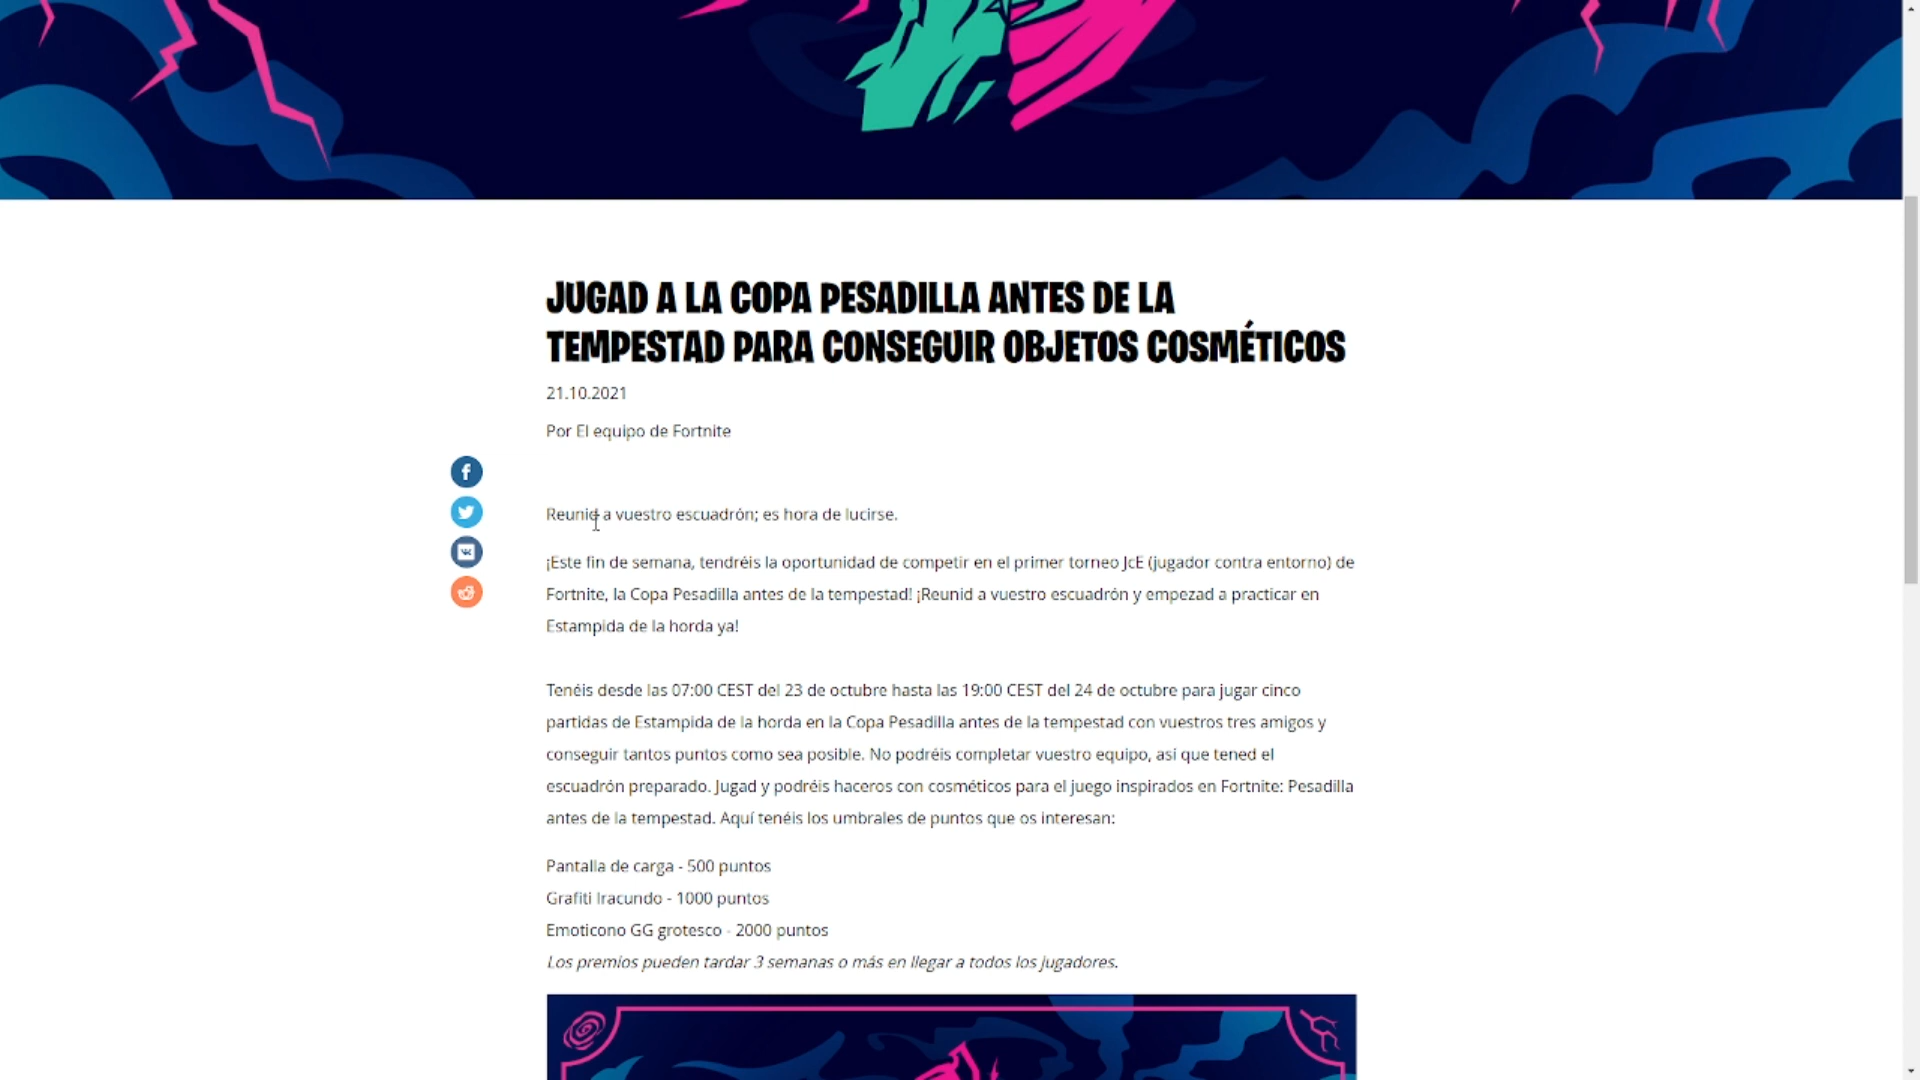 JUGAD A LA COPA PESADILLA ANTES DE LA
TEMPESTAD PARA CONSEGUIR OBJETOS COSMÉTICOS
21.10.2021
Por El equipo de Fortnite
Reunid a vuestro escuadrón; es hora de lucirse.
¡Este fin de semana, tendréis la oportunidad de competir en el primer torneo JcE (jugador contra entorno) de
Fortnite, la Copa Pesadilla antes de la tempestad! ¡Reunid a vuestro escuadrón y empezad a practicar en
Estampida de la horda ya!
Tenéis desde las 07:00 CEST del 23 de octubre hasta las 19:00 CEST del 24 de octubre para jugar cinco
partidas de Estampida de la horda en la Copa Pesadilla antes de la tempestad con vuestros tres amigos y
conseguir tantos puntos como sea posible. No podréis completar vuestro equipo, así que tened el
escuadrón preparado. Jugad y podréis haceros con cosméticos para el juego inspirados en Fortnite: Pesadilla
antes de la tempestad. Aquí tenéis los umbrales de puntos que os interesan:
Pantalla de carga - 500 puntos
Grafiti Iracundo - 1000 puntos
Emoticono GG grotesco - 2000 puntos
Los premios pueden tardar 3 semanas o más en llegar a todos los jugadores.